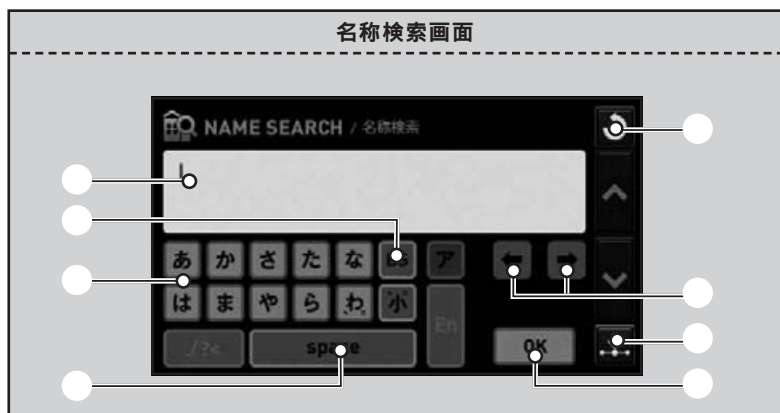 名称検索画面
NAME SEARCH / 名称検索
あ か さ た な BS ア
は ま や ら わ 小
En
./?< space OK